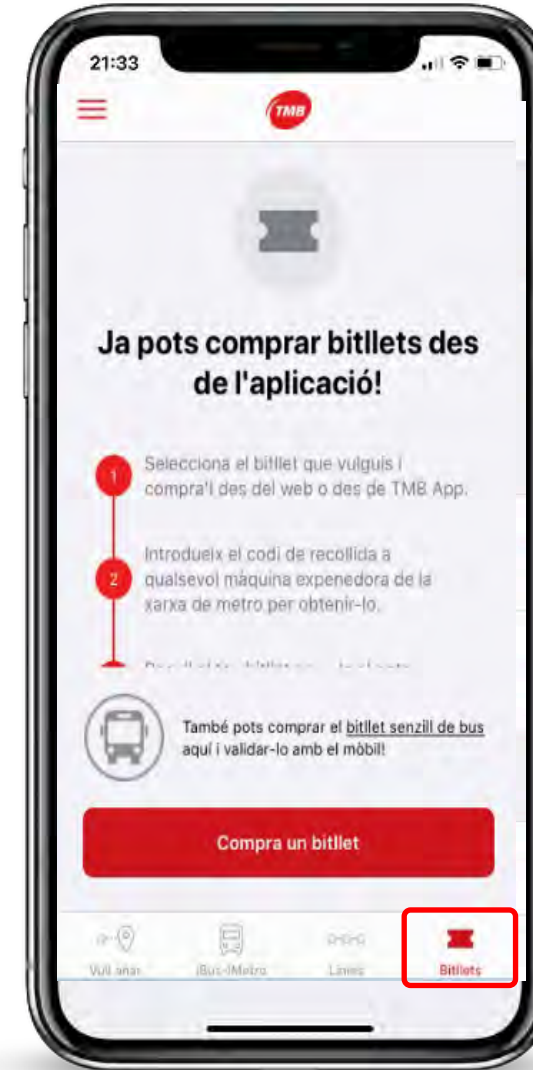 21:33
TMB
Ja pots comprar bitllets des
de l'aplicació!
1
Selecciona el bitllet que vulguis i
compra'l des del web o des de TMB App.
2
Introdueix el codi de recollida a
qualsevol màquina expenedora de la
xarxa de metro per obtenir-lo.
També pots comprar el bitllet senzill de bus
aquí i validar-lo amb el mòbil!
Compra un bitllet
Vull anar
iBus-iMetro
Línies
Bitllets